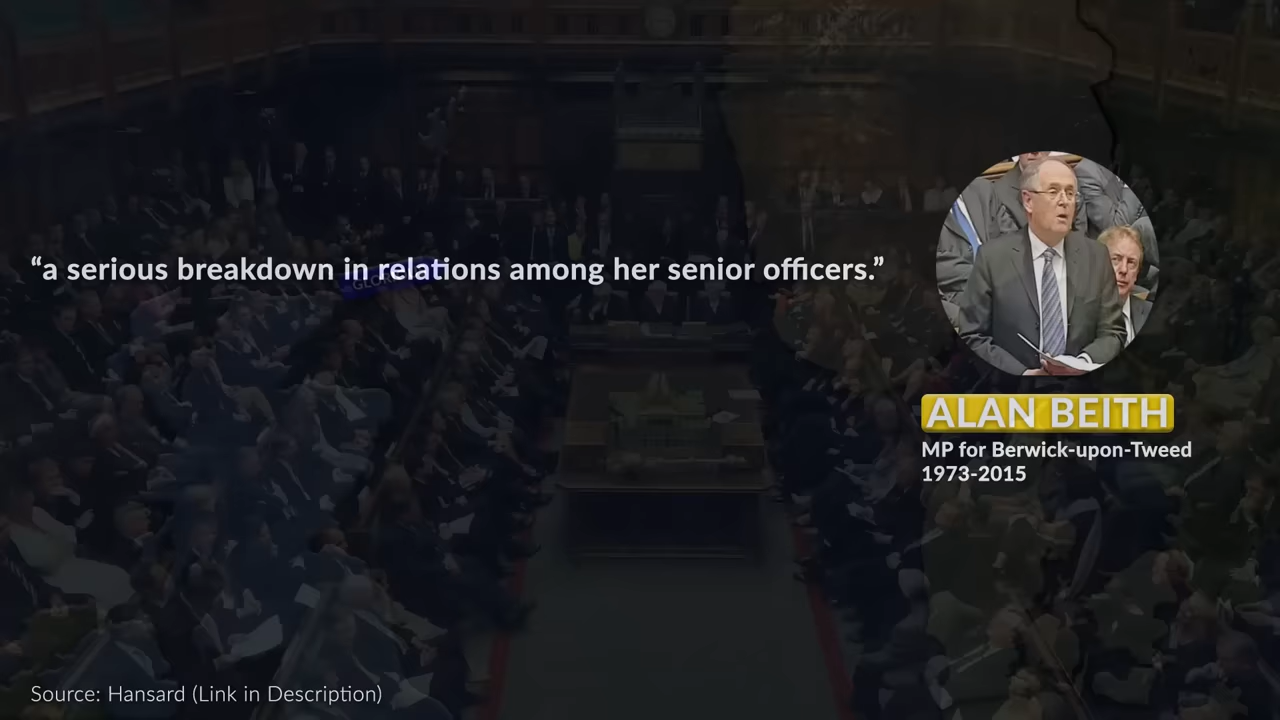 “a serious breakdown in relations among her senior officers.”
ALAN BEITH
MP for Berwick-upon-Tweed
1973-2015
Source: Hansard (Link in Description)